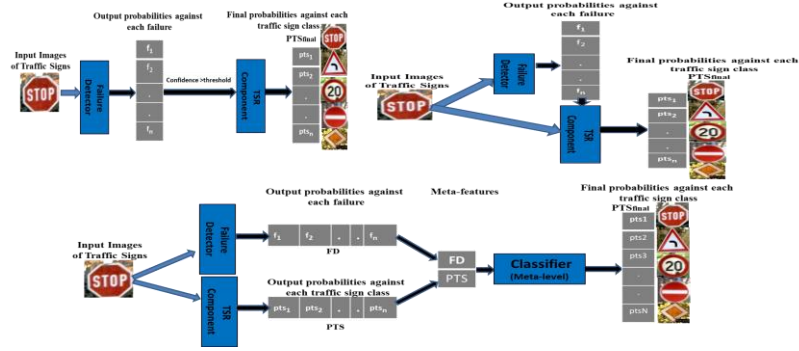 Output probabilities against
each failure
Final probabilities against each
traffic sign class
PTSfinal
Input Images
of Traffic Signs
STOP
Failure
Detector
f1
f2
.
.
fn
Confidence >threshold
TSR
Component
pts1
pts2
.
.
ptsn
STOP
20
Output probabilities against
each failure
f1
f2
.
.
fn
Input Images
of Traffic Signs
STOP
Failure
Detector
TSR
Component
Final probabilities against each
traffic sign class
PTSfinal
pts1
pts2
.
.
ptsn
STOP
20
Output probabilities against
each failure
Meta-features
Final probabilities against each
traffic sign class
PTSfinal
Input Images
of Traffic Signs
STOP
Failure
Detector
f1 f2 . . fn
FD
TSR
Component
Output probabilities against
each traffic sign class
pts1 pts2 . . ptsn
PTS
FD
PTS
Classifier
(Meta-level)
pts1
pts2
pts3
.
.
ptsN
STOP
20